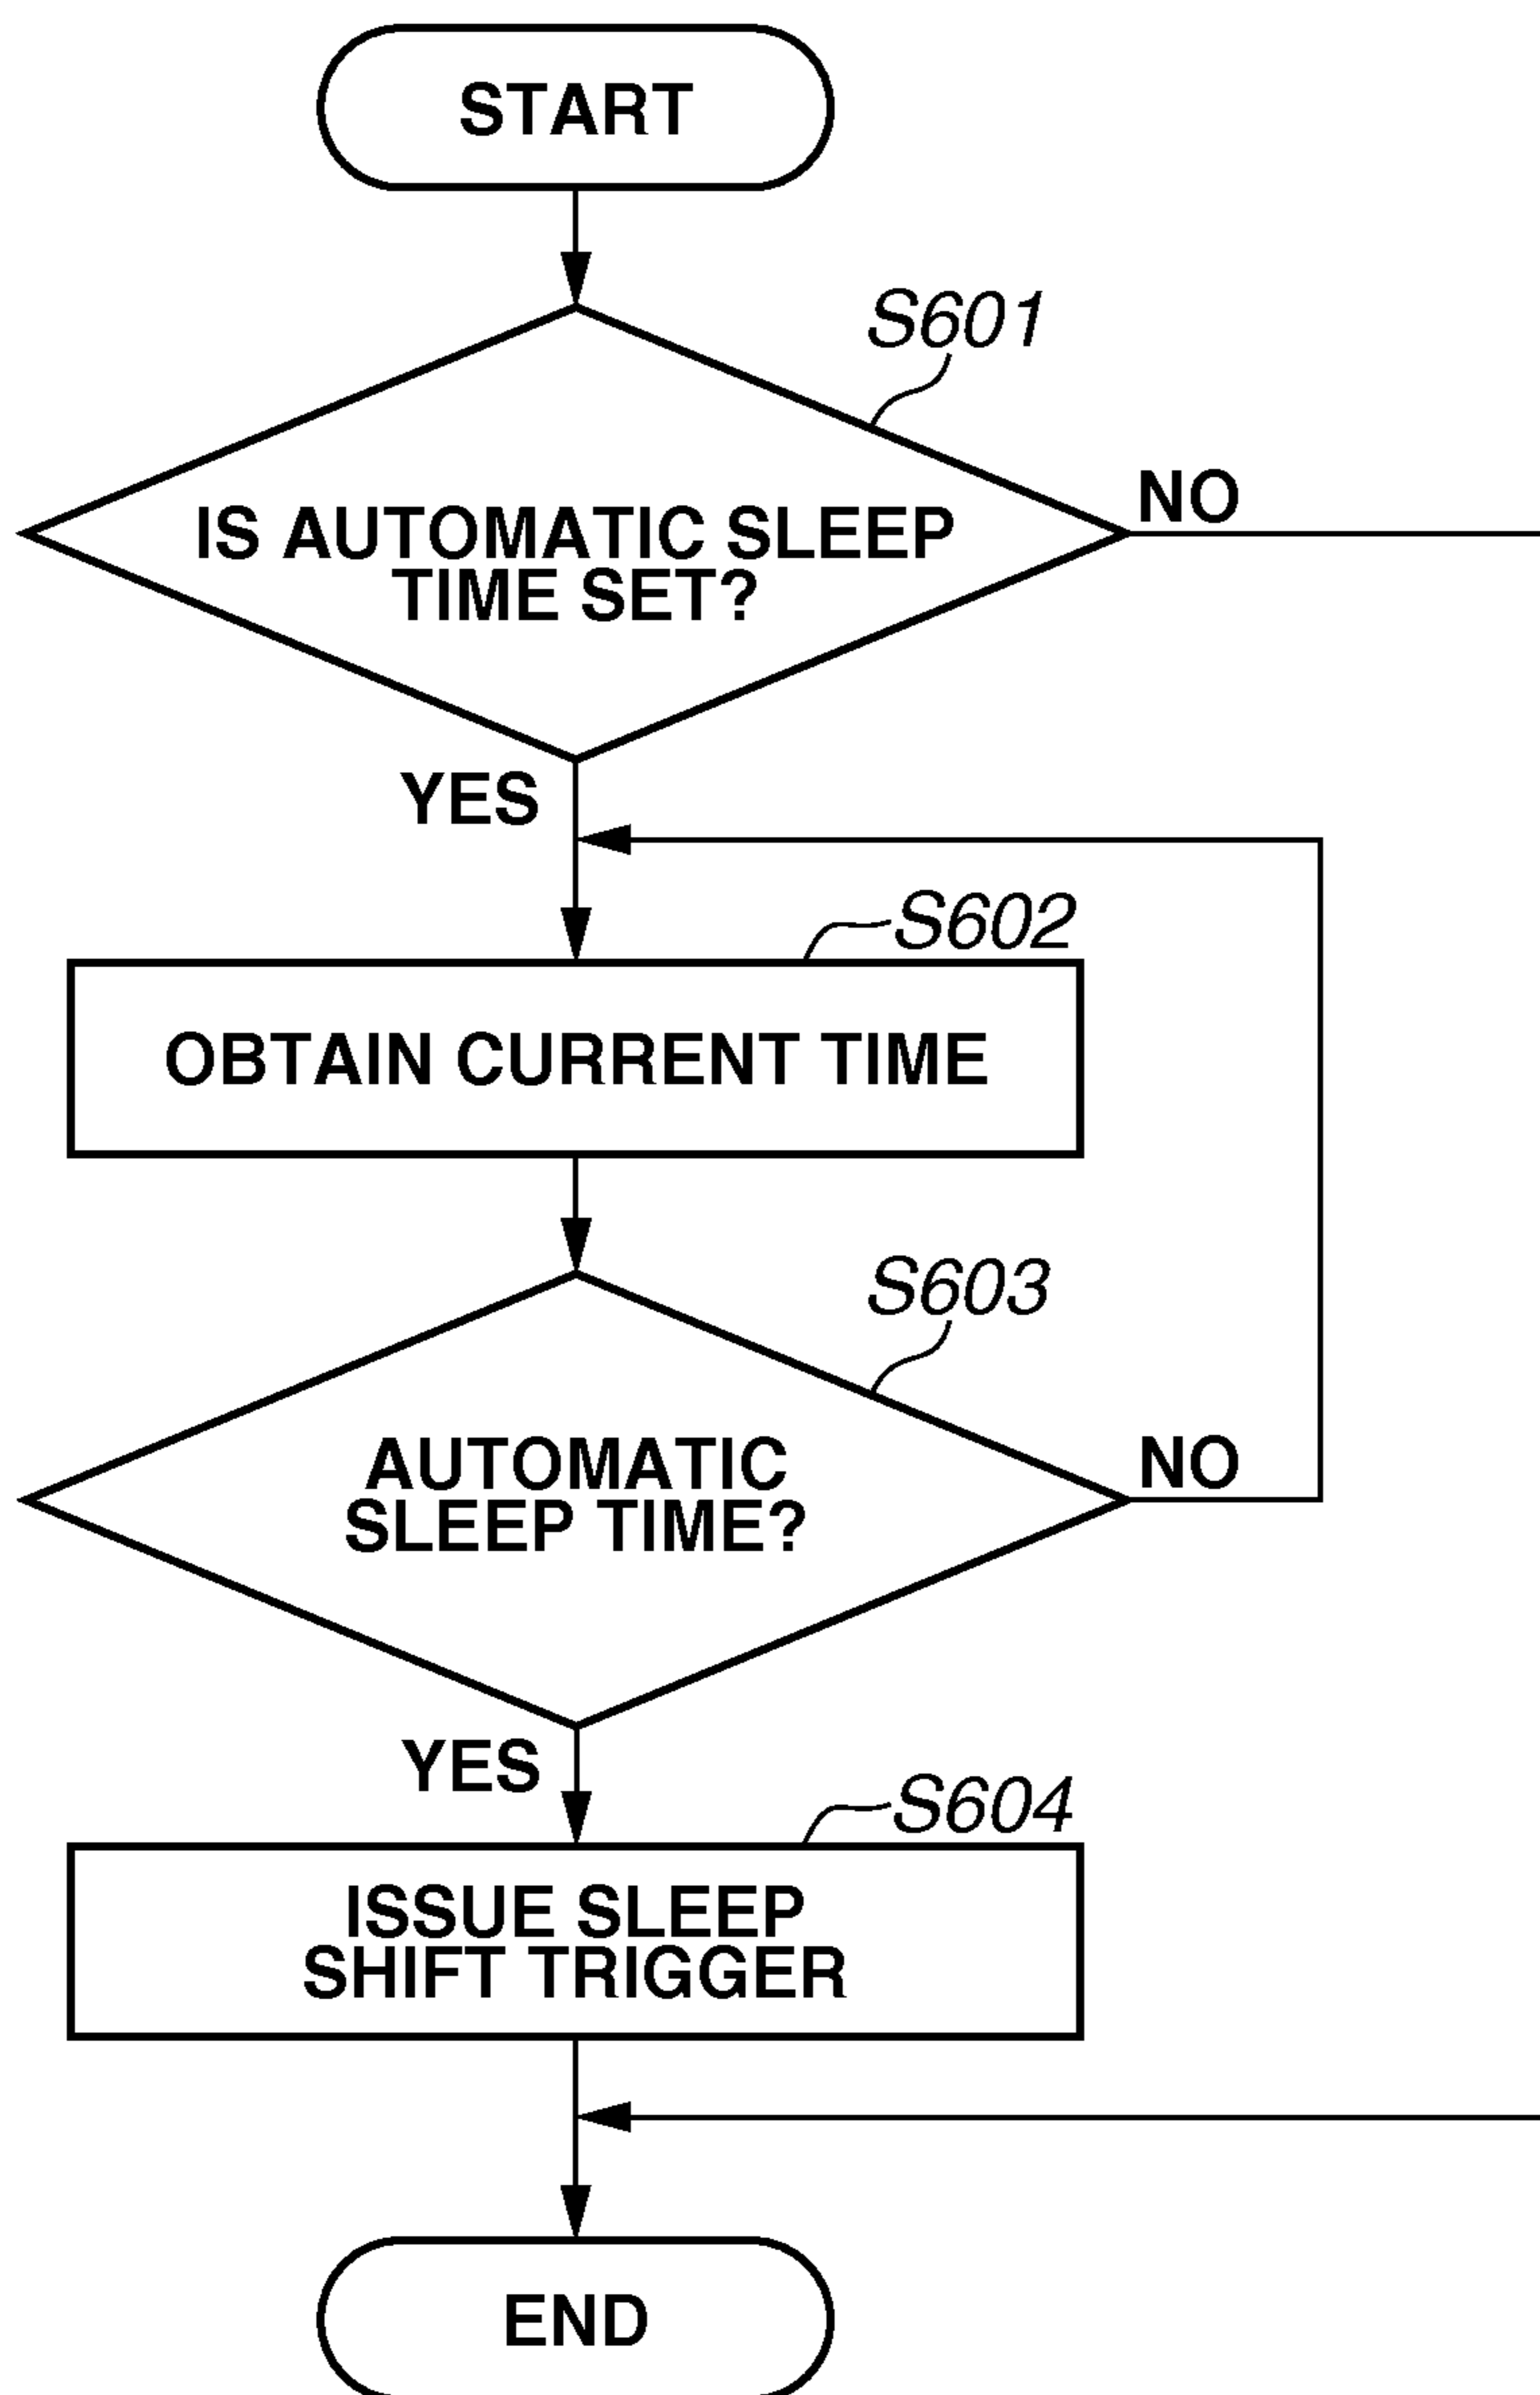 START
S601
IS AUTOMATIC SLEEP
TIME SET?
NO
YES
S602
OBTAIN CURRENT TIME
S603
AUTOMATIC
SLEEP TIME?
NO
YES
S604
ISSUE SLEEP
SHIFT TRIGGER
END